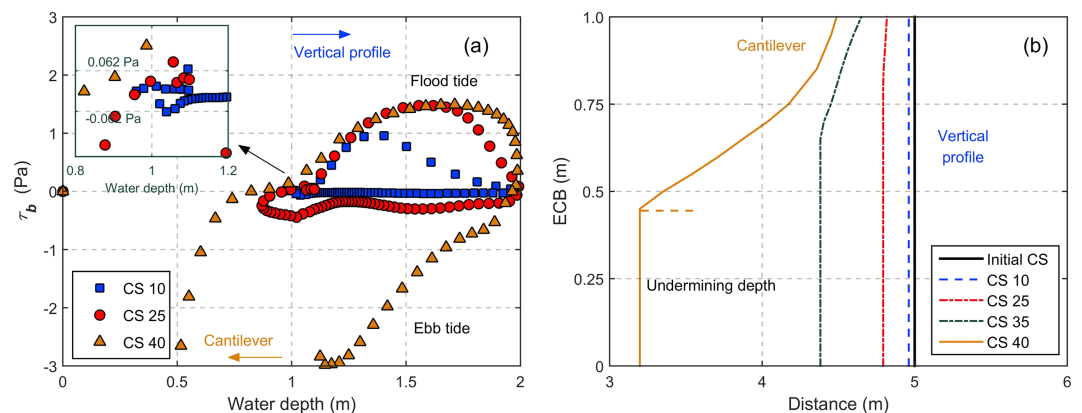 3
2
1
0
-1
-2
-3
τb (Pa)
0
0.5
1
1.5
2
Water depth (m)
(a)
Vertical profile
Flood tide
Ebb tide
Cantilever
0.062 Pa
-0.062 Pa
0.8
1
1.2
Water depth (m)
CS 10
CS 25
CS 40
1
0.75
0.5
0.25
0
ECB (m)
3
4
5
6
Distance (m)
(b)
Cantilever
Vertical
profile
Undermining depth
Initial CS
CS 10
CS 25
CS 35
CS 40